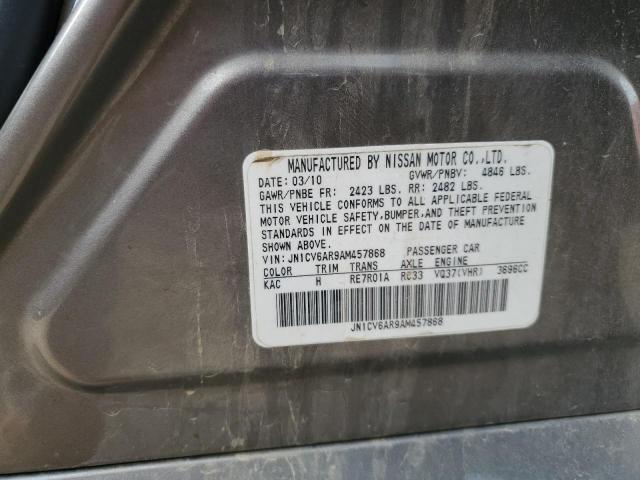 MANUFACTURED BY NISSAN MOTOR CO.,LTD.
DATE: 03/10 GVWR/PNBV: 4846 LBS.
GAWR/PNBE FR: 2423 LBS. RR: 2482 LBS.
THIS VEHICLE CONFORMS TO ALL APPLICABLE FEDERAL
MOTOR VEHICLE SAFETY, BUMPER, AND THEFT PREVENTION
STANDARDS IN EFFECT ON THE DATE OF MANUFACTURE
SHOWN ABOVE.
VIN: JN1CV6AR9AM457868 PASSENGER CAR
COLOR TRIM TRANS AXLE ENGINE
KAC H RE7R01A RC33 VQ37(VHR) 3696CC
JN1CV6AR9AM457868